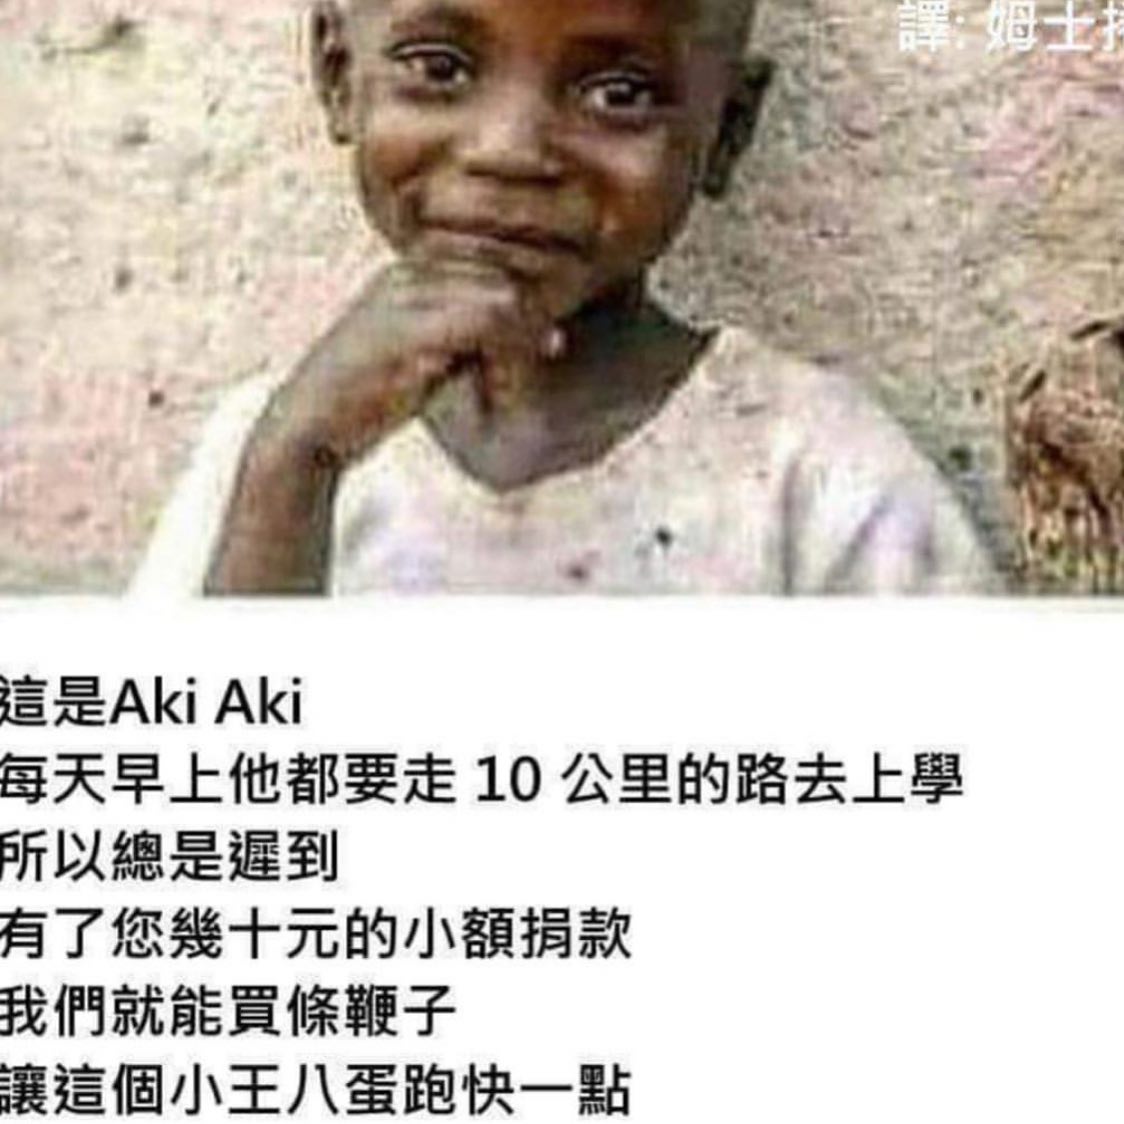 譯: 姆士
這是Aki Aki
每天早上他都要走 10 公里的路去上學
所以總是遲到
有了您幾十元的小額捐款
我們就能買條鞭子
讓這個小王八蛋跑快一點